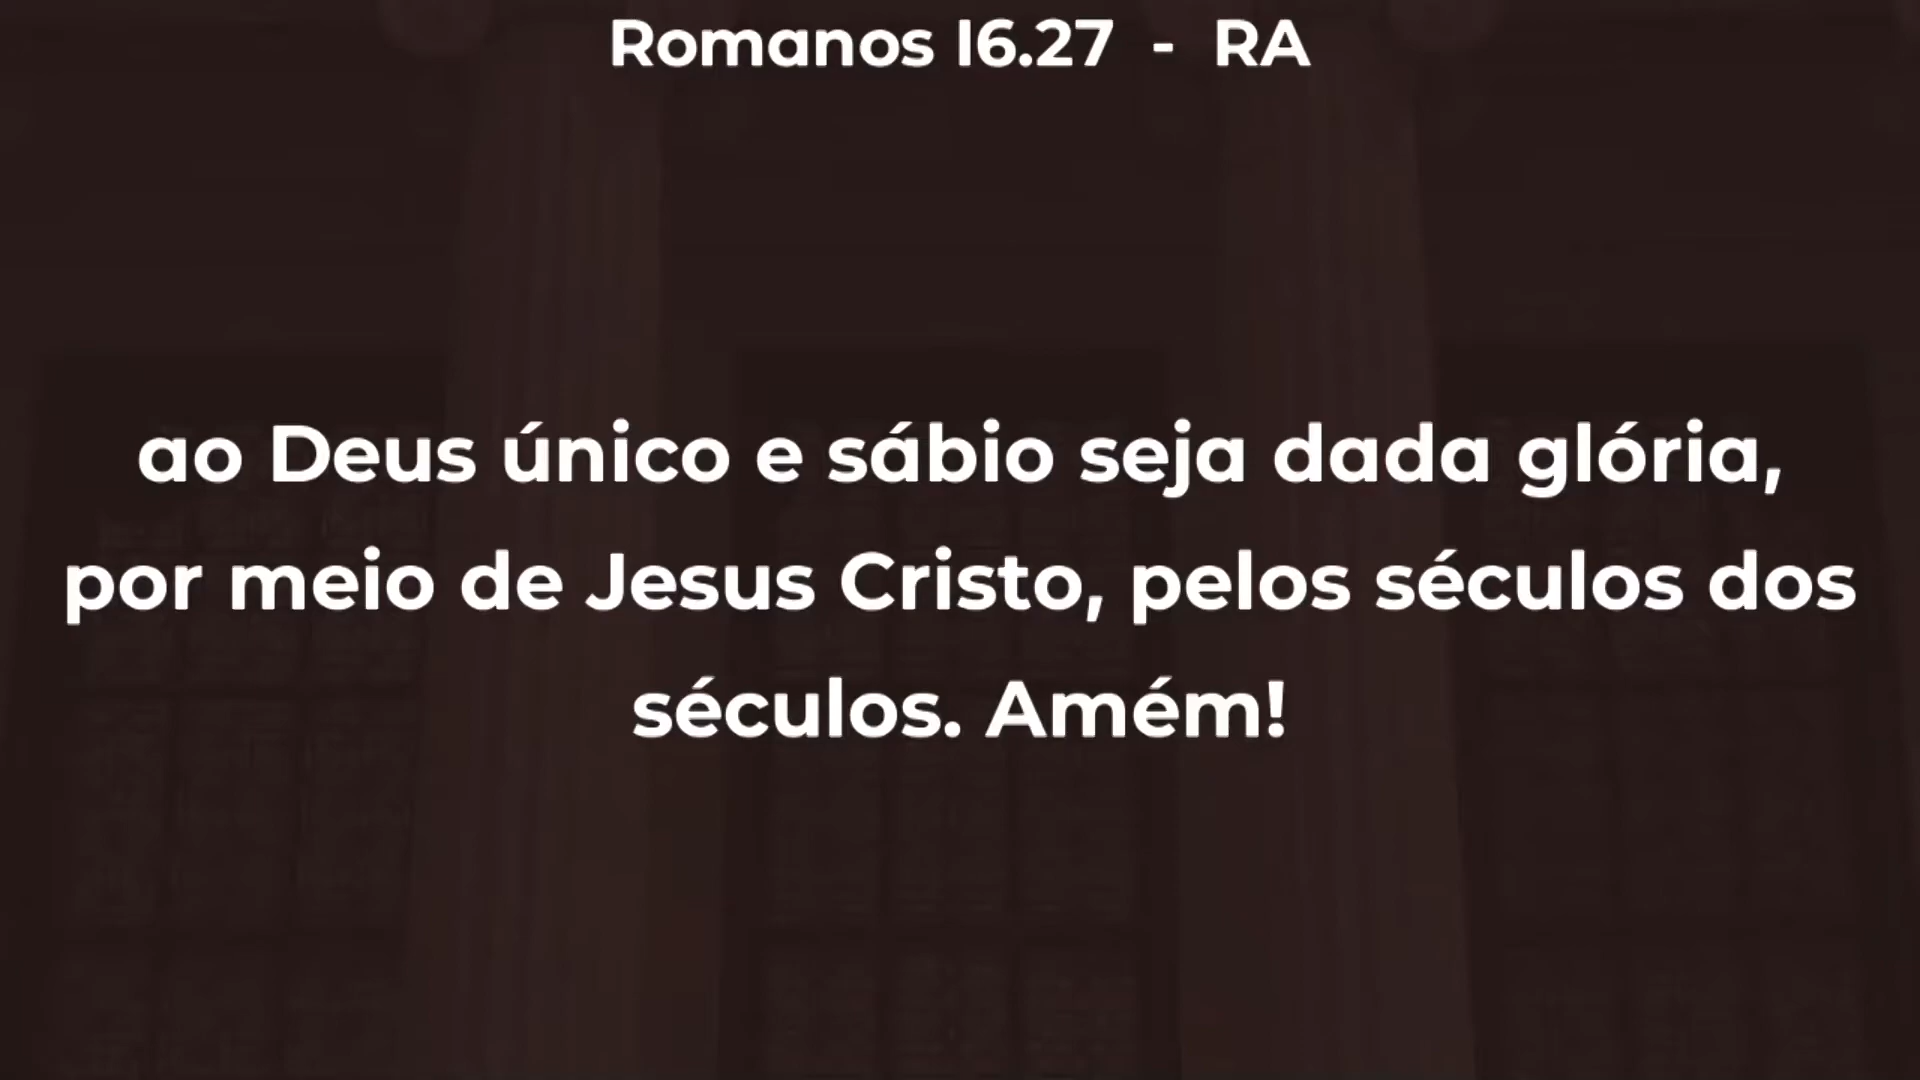 Romanos 16.27 - RA
ao Deus único e sábio seja dada glória,
por meio de Jesus Cristo, pelos séculos dos
séculos. Amém!